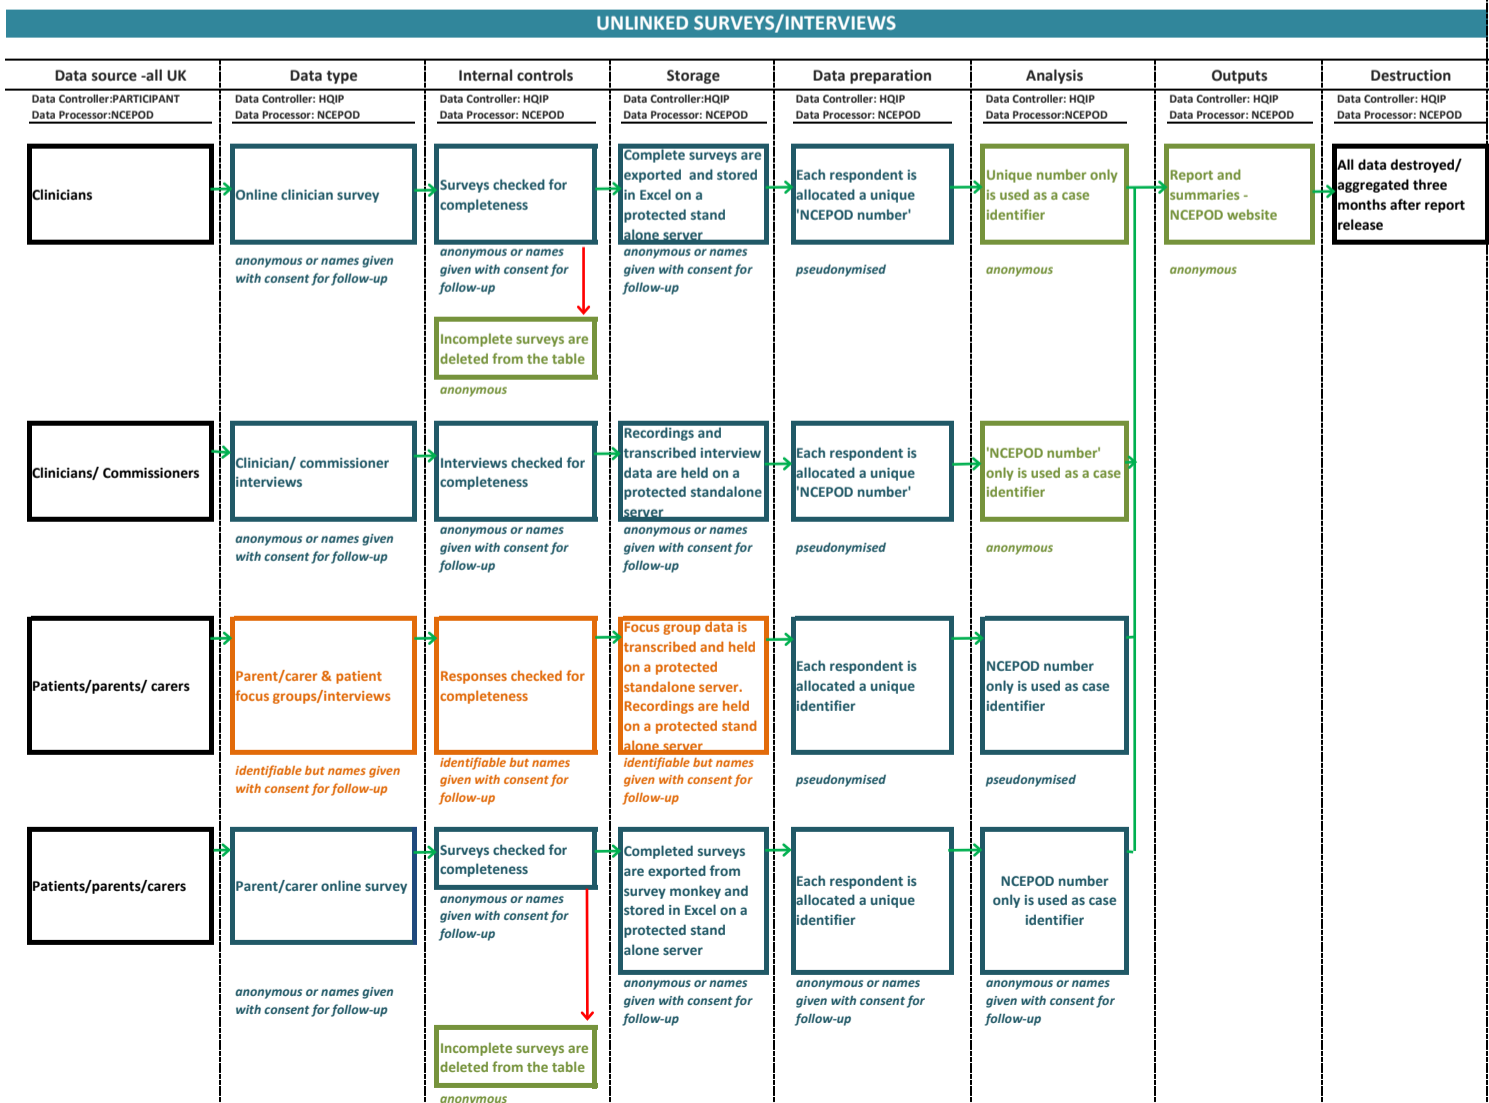 UNLINKED SURVEYS/INTERVIEWS
Data source -all UK
Data type
Internal controls
Storage
Data preparation
Analysis
Outputs
Destruction
Data Controller:PARTICIPANT
Data Processor:NCEPOD
Data Controller: HQIP
Data Processor: NCEPOD
Data Controller: HQIP
Data Processor: NCEPOD
Data Controller:HQIP
Data Processor: NCEPOD
Data Controller: HQIP
Data Processor: NCEPOD
Data Controller: HQIP
Data Processor:NCEPOD
Data Controller: HQIP
Data Processor: NCEPOD
Data Controller: HQIP
Data Processor: NCEPOD
Clinicians
Online clinician survey
anonymous or names given
with consent for follow-up
Surveys checked for
completeness
anonymous or names
given with consent for
follow-up
Incomplete surveys are
deleted from the table
anonymous
Complete surveys are
exported  and stored
in Excel on a
protected stand
alone server
anonymous or names
given with consent for
follow-up
Each respondent is
allocated a unique
'NCEPOD number'
pseudonymised
Unique number only
is used as a case
identifier
anonymous
Report and
summaries -
NCEPOD website
anonymous
All data destroyed/
aggregated three
months after report
release
Clinicians/ Commissioners
Clinician/ commissioner
interviews
anonymous or names given
with consent for follow-up
Interviews checked for
completeness
anonymous or names
given with consent for
follow-up
Recordings and
transcribed interview
data are held on a
protected standalone
server
anonymous or names
given with consent for
follow-up
Each respondent is
allocated a unique
'NCEPOD number'
pseudonymised
'NCEPOD number'
only is used as a case
identifier
anonymous
Patients/parents/ carers
Parent/carer & patient
focus groups/interviews
identifiable but names given
with consent for follow-up
Responses checked for
completeness
identifiable but names
given with consent for
follow-up
Focus group data is
transcribed and held
on a protected
standalone server.
Recordings are held
on a protected stand
alone server
identifiable but names
given with consent for
follow-up
Each respondent is
allocated a unique
identifier
pseudonymised
NCEPOD number
only is used as case
identifier
pseudonymised
Patients/parents/carers
Parent/carer online survey
anonymous or names given
with consent for follow-up
Surveys checked for
completeness
anonymous or names
given with consent for
follow-up
Incomplete surveys are
deleted from the table
anonymous
Completed surveys
are exported from
survey monkey and
stored in Excel on a
protected stand
alone server
anonymous or names
given with consent for
follow-up
Each respondent is
allocated a unique
identifier
anonymous or names
given with consent for
follow-up
NCEPOD number
only is used as case
identifier
anonymous or names
given with consent for
follow-up